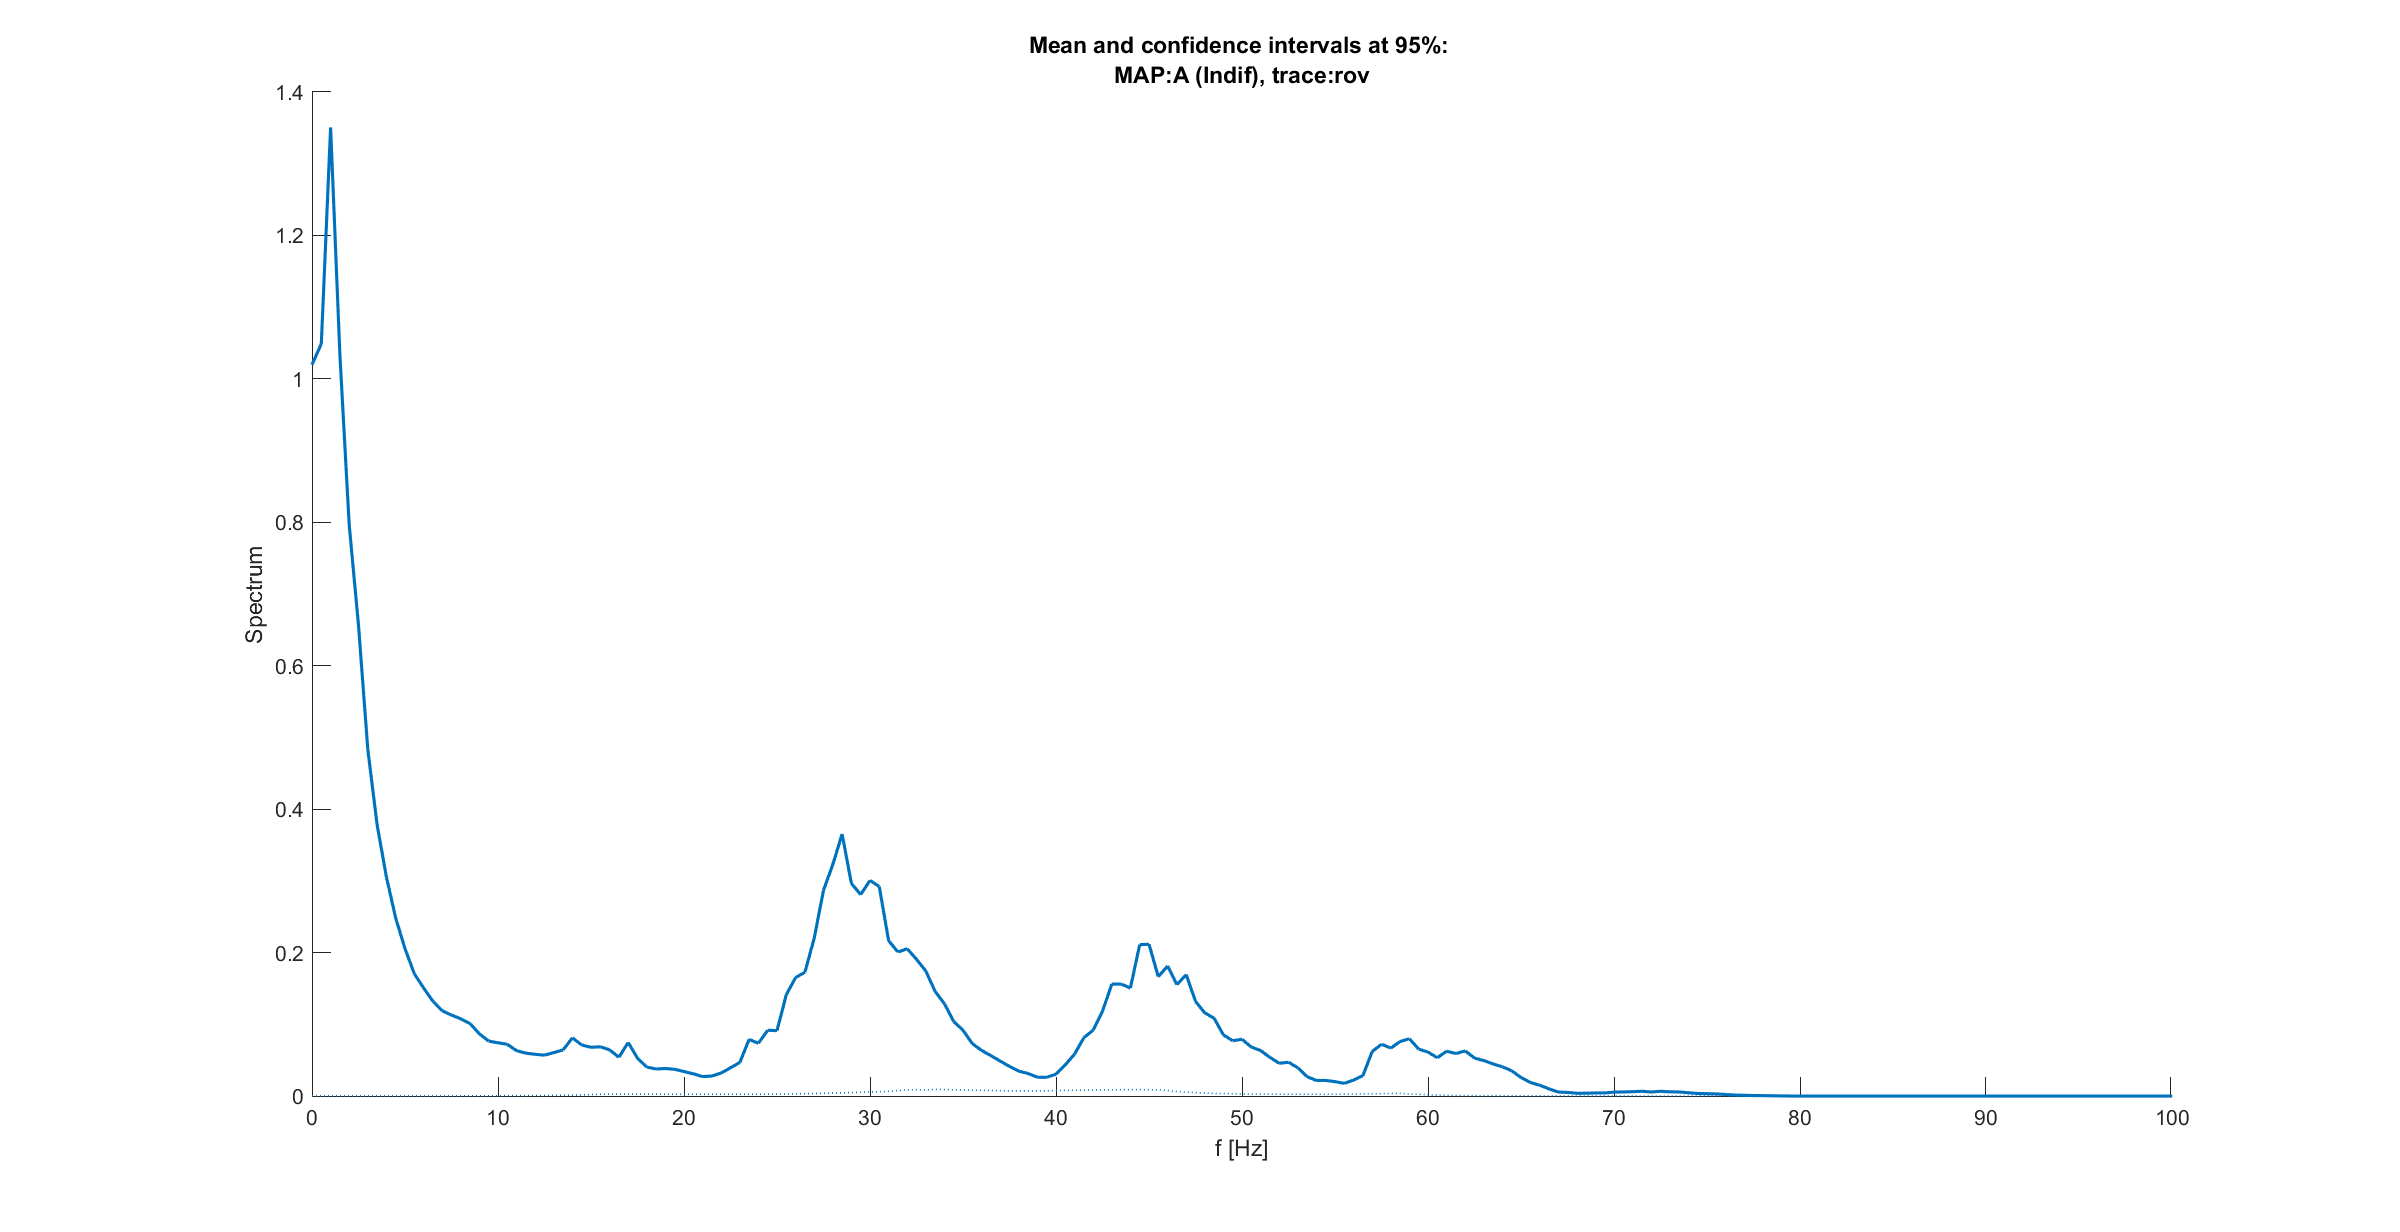 Mean and confidence intervals at 95%:
MAP:A (Indif), trace:rov
1.4
1.2
1
0.8
0.6
0.4
0.2
0
Spectrum
0 10 20 30 40 50 60 70 80 90 100
f [Hz]